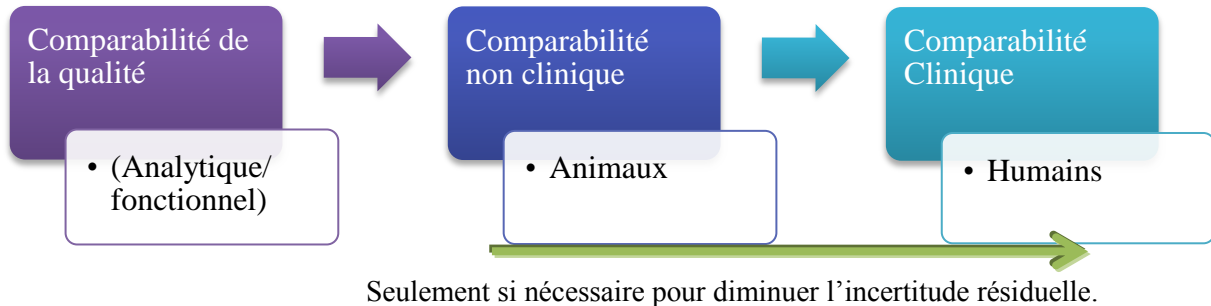 Comparabilité de
la qualité
• (Analytique/
fonctionnel)
Comparabilité
non clinique
• Animaux
Comparabilité
Clinique
• Humains
Seulement si nécessaire pour diminuer l’incertitude résiduelle.